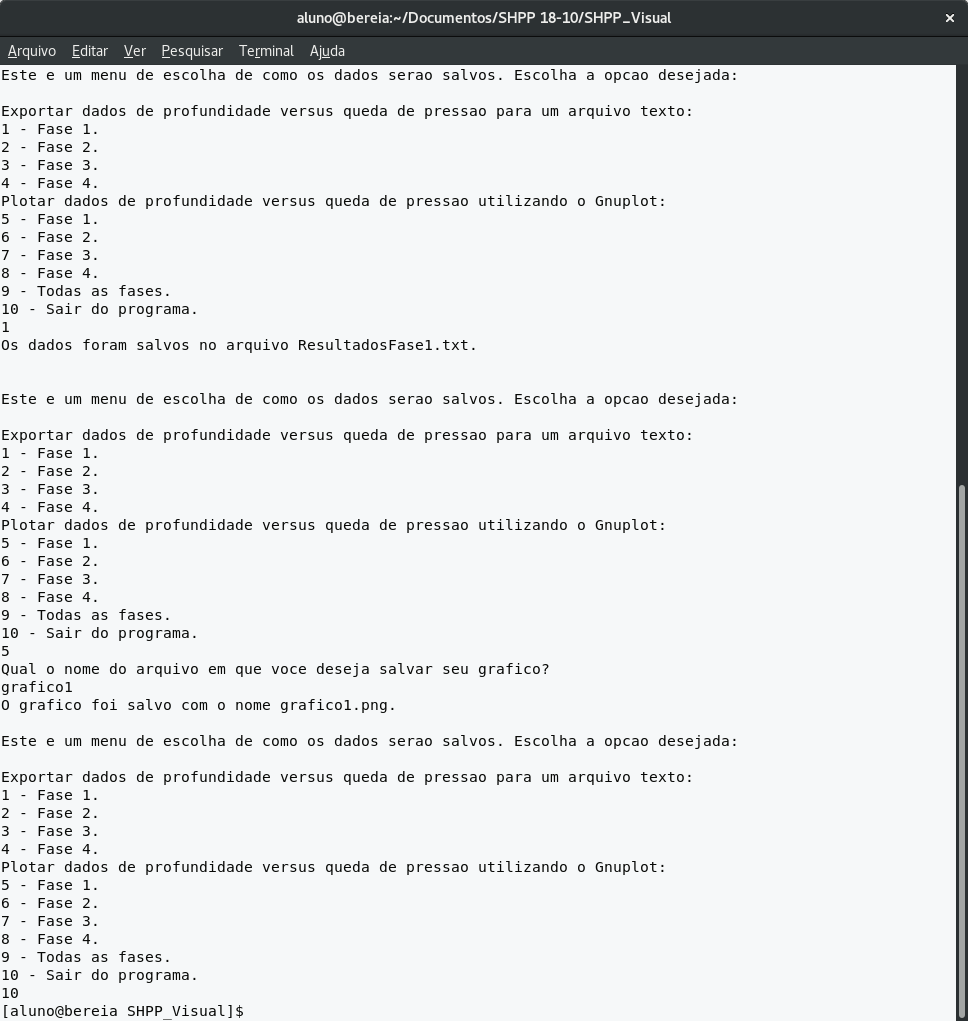 aluno@bereia:~/Documentos/SHPP 18-10/SHPP_Visual ×
Arquivo Editar Ver Pesquisar Terminal Ajuda
Este e um menu de escolha de como os dados serao salvos. Escolha a opcao desejada:
Exportar dados de profundidade versus queda de pressao para um arquivo texto:
1 - Fase 1.
2 - Fase 2.
3 - Fase 3.
4 - Fase 4.
Plotar dados de profundidade versus queda de pressao utilizando o Gnuplot:
5 - Fase 1.
6 - Fase 2.
7 - Fase 3.
8 - Fase 4.
9 - Todas as fases.
10 - Sair do programa.
1
Os dados foram salvos no arquivo ResultadosFase1.txt.
Este e um menu de escolha de como os dados serao salvos. Escolha a opcao desejada:
Exportar dados de profundidade versus queda de pressao para um arquivo texto:
1 - Fase 1.
2 - Fase 2.
3 - Fase 3.
4 - Fase 4.
Plotar dados de profundidade versus queda de pressao utilizando o Gnuplot:
5 - Fase 1.
6 - Fase 2.
7 - Fase 3.
8 - Fase 4.
9 - Todas as fases.
10 - Sair do programa.
5
Qual o nome do arquivo em que voce deseja salvar seu grafico?
grafico1
O grafico foi salvo com o nome grafico1.png.
Este e um menu de escolha de como os dados serao salvos. Escolha a opcao desejada:
Exportar dados de profundidade versus queda de pressao para um arquivo texto:
1 - Fase 1.
2 - Fase 2.
3 - Fase 3.
4 - Fase 4.
Plotar dados de profundidade versus queda de pressao utilizando o Gnuplot:
5 - Fase 1.
6 - Fase 2.
7 - Fase 3.
8 - Fase 4.
9 - Todas as fases.
10 - Sair do programa.
10
[aluno@bereia SHPP_Visual]$